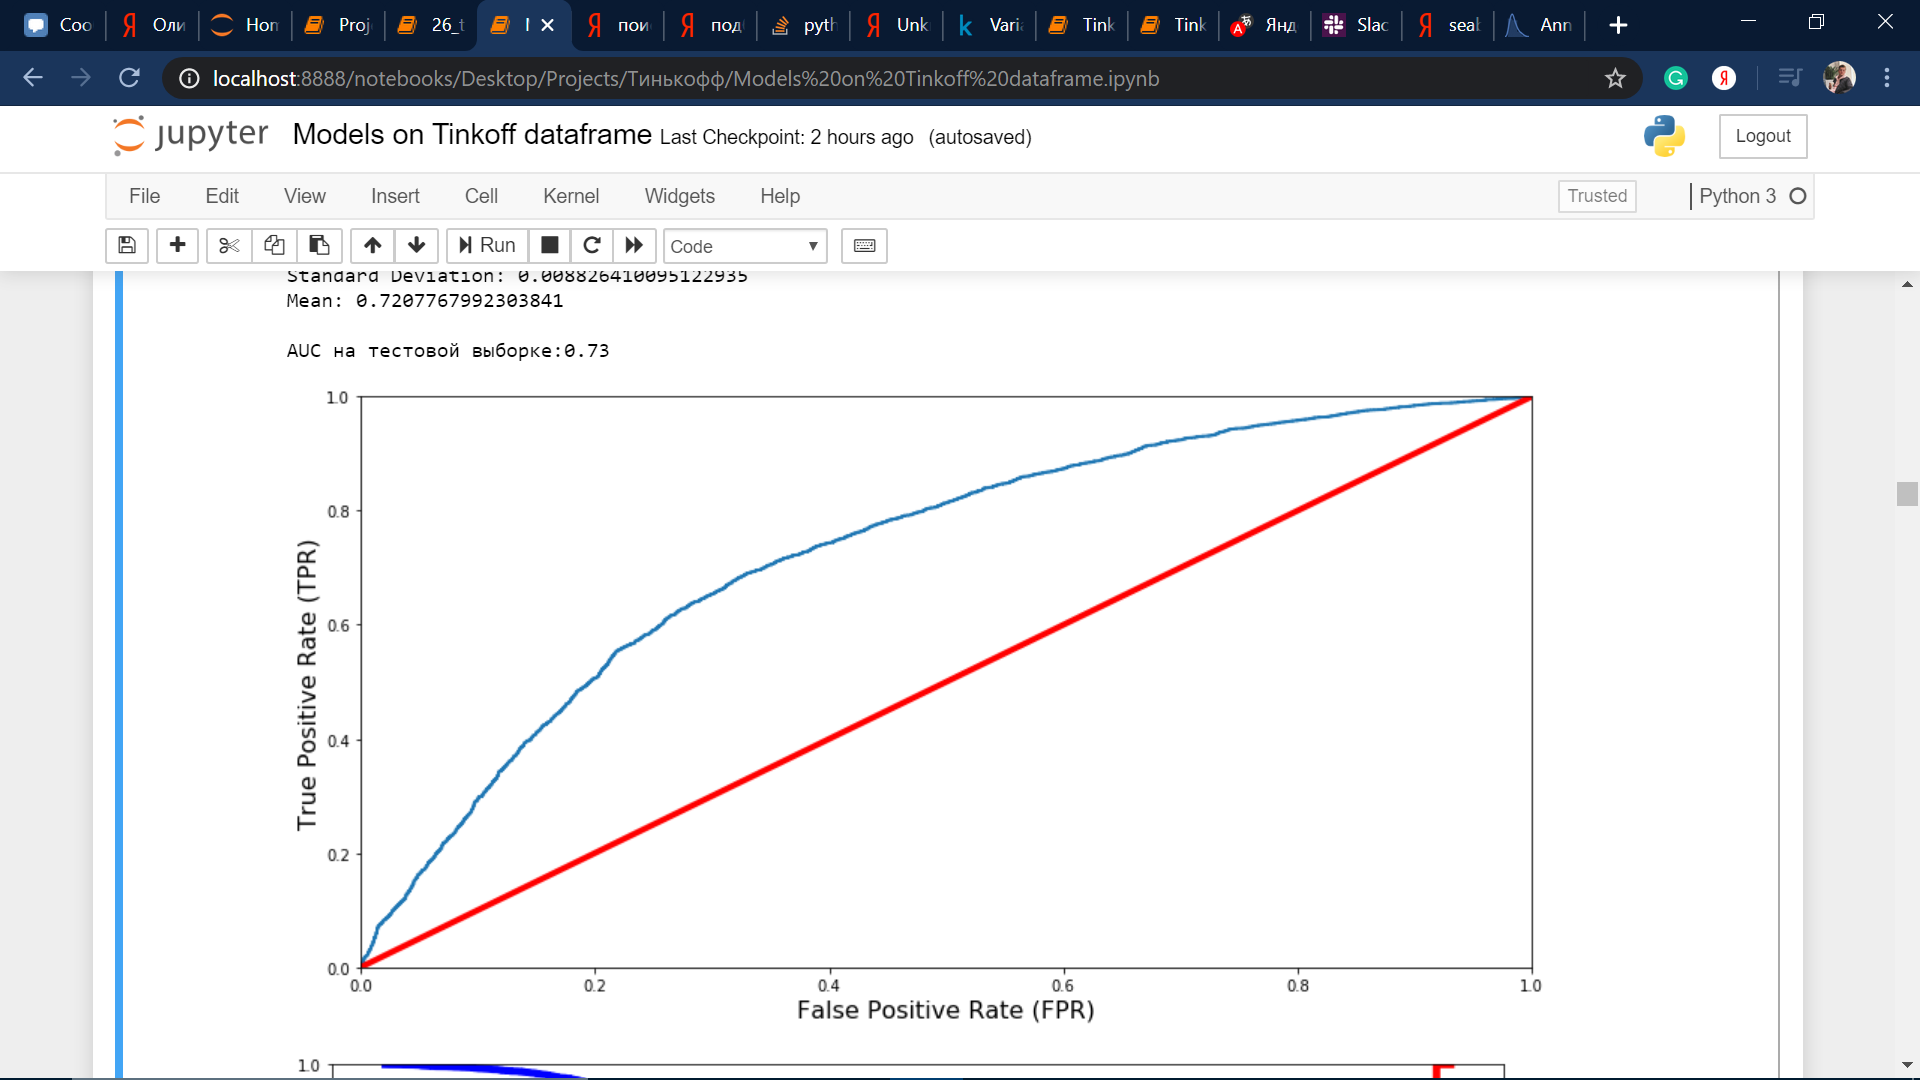 Coo
Я Оли
Hon
Proj
26_t
Я пои
Я под
pyth
Я Unk
k Varia
Tink
Tink
Янд
Slac
Я seal
Ann
localhost:8888/notebooks/Desktop/Projects/Тинькофф/Models%20on%20Tinkoff%20dataframe.ipynb
jupyter Models on Tinkoff dataframe Last Checkpoint: 2 hours ago (autosaved)
Logout
File Edit View Insert Cell Kernel Widgets Help
Trusted
Python 3
Run
Code
Standard Deviation: 0.008826410095122935
Mean: 0.7207767992303841
AUC на тестовой выборке:0.73
1.0
0.8
0.6
0.4
0.2
0.0
True Positive Rate (TPR)
0.0 0.2 0.4 0.6 0.8 1.0
False Positive Rate (FPR)
1.0